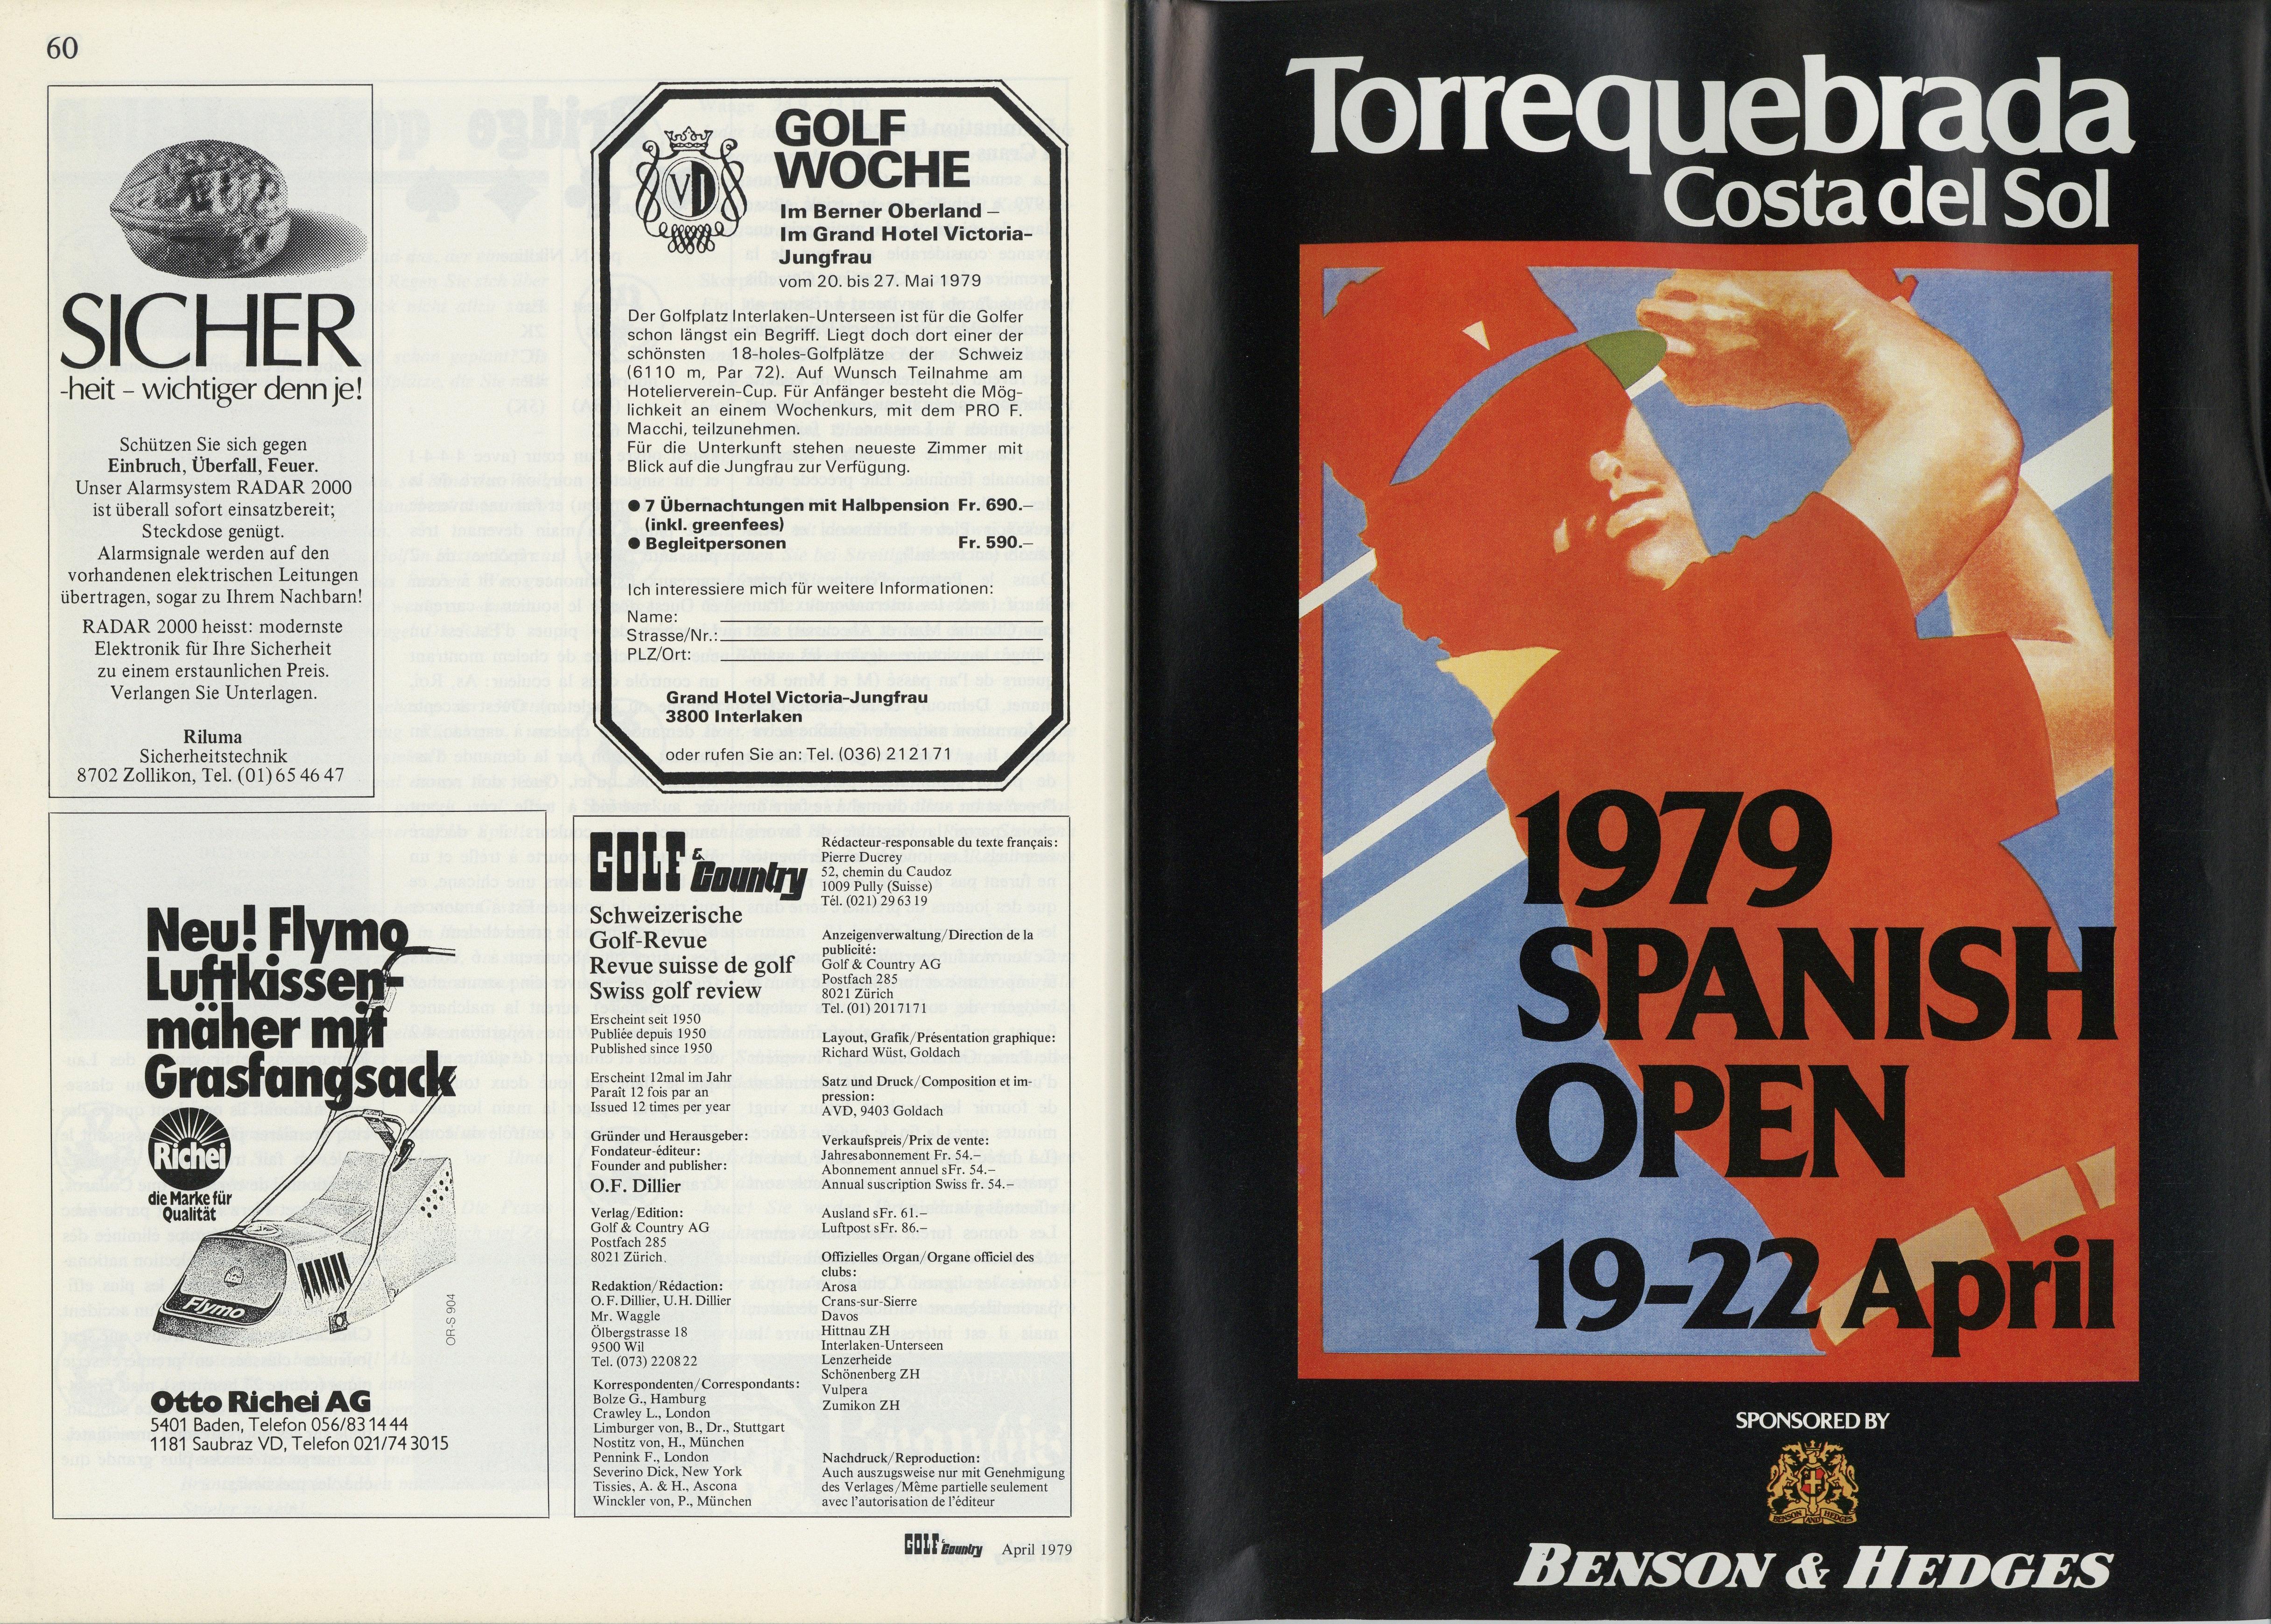 60
SICHER
-heit – wichtiger denn je!
Schützen Sie sich gegen
Einbruch, Überfall, Feuer.
Unser Alarmsystem RADAR 2000
ist überall sofort einsatzbereit;
Steckdose genügt.
Alarmsignale werden auf den
vorhandenen elektrischen Leitungen
übertragen, sogar zu Ihrem Nachbarn!
RADAR 2000 heisst: modernste
Elektronik für Ihre Sicherheit
zu einem erstaunlichen Preis.
Verlangen Sie Unterlagen.
Riluma
Sicherheitstechnik
8702 Zollikon, Tel. (01) 65 46 47
VJ
GOLF
WOCHE
Im Berner Oberland –
Im Grand Hotel Victoria-
Jungfrau
vom 20. bis 27. Mai 1979
Der Golfplatz Interlaken-Unterseen ist für die Golfer
schon längst ein Begriff. Liegt doch dort einer der
schönsten 18-holes-Golfplätze der Schweiz
(6110 m, Par 72). Auf Wunsch Teilnahme am
Hotelierverein-Cup. Für Anfänger besteht die Mög-
lichkeit an einem Wochenkurs, mit dem PRO F.
Macchi, teilzunehmen.
Für die Unterkunft stehen neueste Zimmer mit
Blick auf die Jungfrau zur Verfügung.
● 7 Übernachtungen mit Halbpension Fr. 690.–
(inkl. greenfees)
● Begleitpersonen Fr. 590.–
Ich interessiere mich für weitere Informationen:
Name:
Strasse/Nr.:
PLZ/Ort:
Grand Hotel Victoria-Jungfrau
3800 Interlaken
oder rufen Sie an: Tel. (036) 21 21 71
Neu! Flymo
Luftkissen-
mäher mit
Grasfangsack
Richei
die Marke für
Qualität
Flymo
OR-S 904
Otto Richei AG
5401 Baden, Telefon 056/83 14 44
1181 Saubraz VD, Telefon 021/74 30 15
GOLF & Country
Schweizerische
Golf-Revue
Revue suisse de golf
Swiss golf review
Erscheint seit 1950
Publiée depuis 1950
Published since 1950
Erscheint 12mal im Jahr
Paraît 12 fois par an
Issued 12 times per year
Gründer und Herausgeber:
Fondateur-éditeur:
Founder and publisher:
O.F. Dillier
Verlag/Edition:
Golf & Country AG
Postfach 285
8021 Zürich.
Redaktion/Rédaction:
O.F. Dillier, U.H. Dillier
Mr. Waggle
Ölbergstrasse 18
9500 Wil
Tel. (073) 22 08 22
Korrespondenten/Correspondants:
Bolze G., Hamburg
Crawley L., London
Limburger von, B., Dr., Stuttgart
Nostitz von, H., München
Pennink F., London
Severino Dick, New York
Tissies, A. & H., Ascona
Winckler von, P., München
Rédacteur-responsable du texte français:
Pierre Ducrey
52, chemin du Caudoz
1009 Pully (Suisse)
Tél. (021) 29 63 19
Anzeigenverwaltung/Direction de la
publicité:
Golf & Country AG
Postfach 285
8021 Zürich
Tel. (01) 201 71 71
Layout, Grafik/Présentation graphique:
Richard Wüst, Goldach
Satz und Druck/Composition et im-
pression:
AVD, 9403 Goldach
Verkaufspreis/Prix de vente:
Jahresabonnement Fr. 54.–
Abonnement annuel sFr. 54.–
Annual suscription Swiss fr. 54.–
Ausland sFr. 61.–
Luftpost sFr. 86.–
Offizielles Organ/Organe officiel des
clubs:
Arosa
Crans-sur-Sierre
Davos
Hittnau ZH
Interlaken-Unterseen
Lenzerheide
Schönenberg ZH
Vulpera
Zumikon ZH
Nachdruck/Reproduction:
Auch auszugsweise nur mit Genehmigung
des Verlages/Même partielle seulement
avec l'autorisation de l'éditeur
GOLF & Country April 1979
Torrequebrada
Costa del Sol
1979
SPANISH
OPEN
19-22 April
SPONSORED BY
BENSON AND HEDGES
BENSON & HEDGES